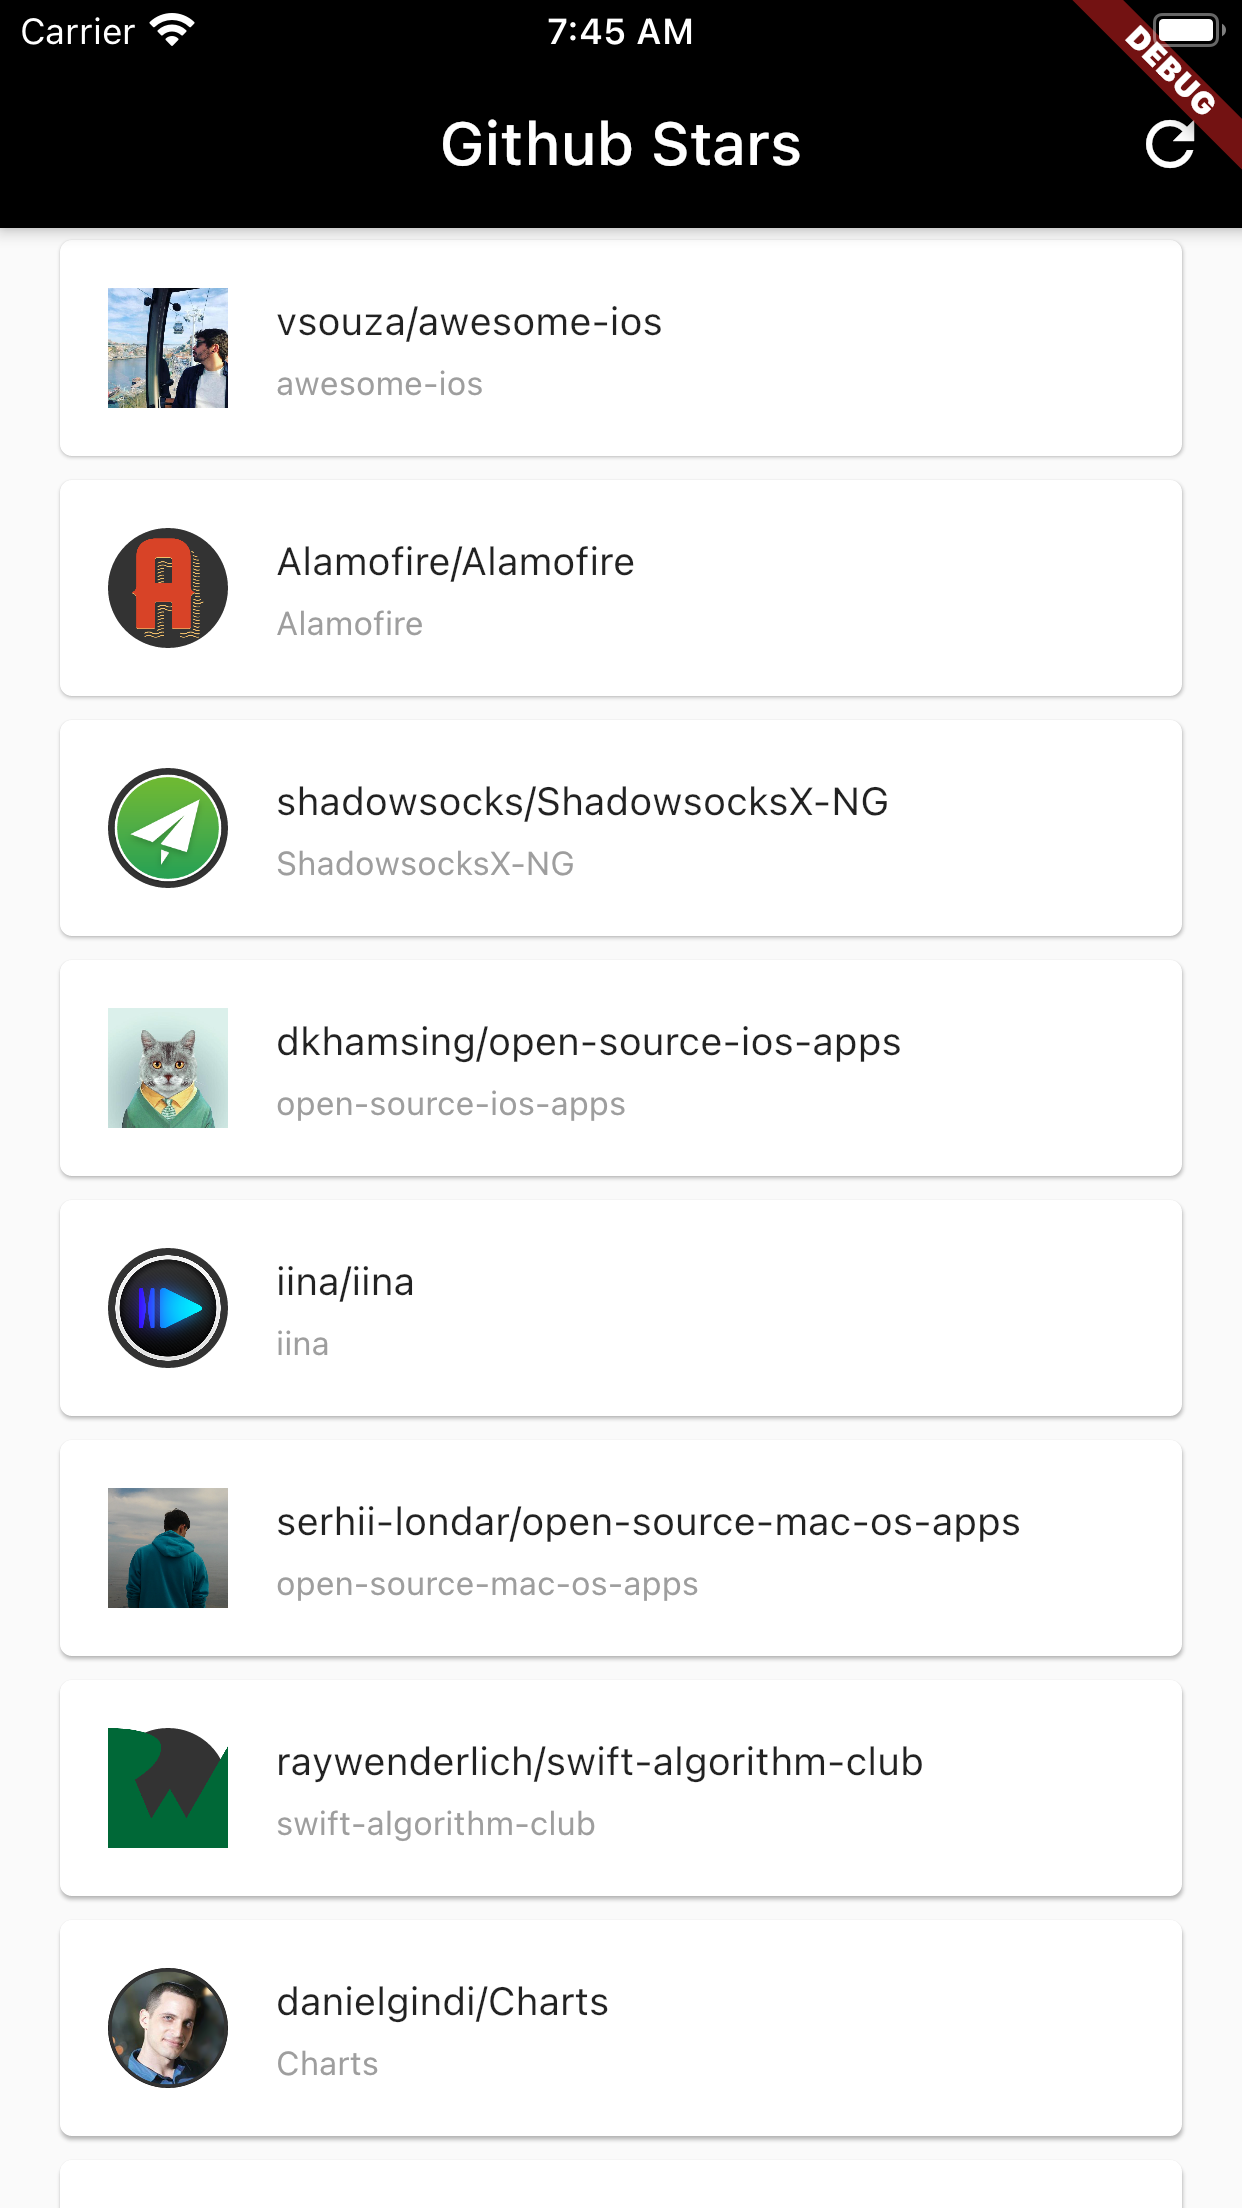 Carrier
7:45 AM
DEBUG
Github Stars
vsouza/awesome-ios
awesome-ios
A
Alamofire/Alamofire
Alamofire
shadowsocks/ShadowsocksX-NG
ShadowsocksX-NG
dkhamsing/open-source-ios-apps
open-source-ios-apps
iina/iina
iina
serhii-londar/open-source-mac-os-apps
open-source-mac-os-apps
raywenderlich/swift-algorithm-club
swift-algorithm-club
danielgindi/Charts
Charts